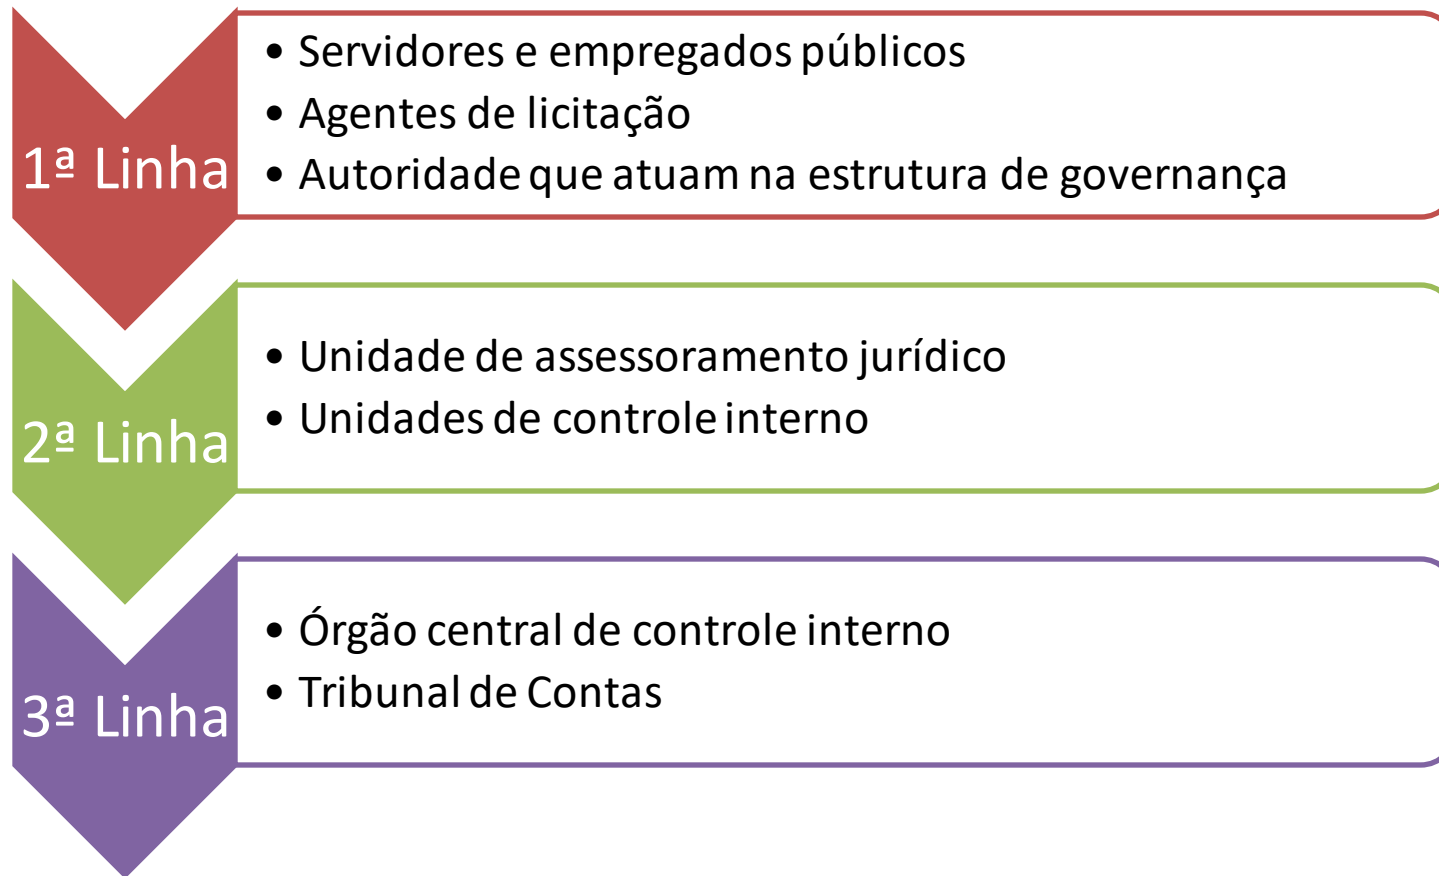 1ª Linha
• Servidores e empregados públicos
• Agentes de licitação
• Autoridade que atuam na estrutura de governança
2ª Linha
• Unidade de assessoramento jurídico
• Unidades de controle interno
3ª Linha
• Órgão central de controle interno
• Tribunal de Contas